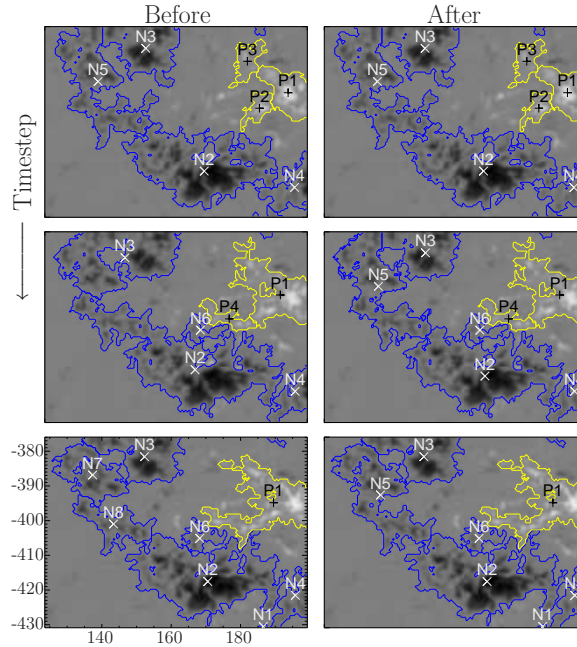 Before
After
Timestep
N3
P3
N5
P1
P2
N2
N4
N3
P3
N5
P1
P2
N2
N4
N3
P1
P4
N6
N2
N4
N3
N5
P1
P4
N6
N2
N
-380
-390
-400
-410
-420
-430
N3
N7
P1
N8
N6
N2
N4
N1
140
160
180
N3
N5
P1
N6
N2
N4
N1